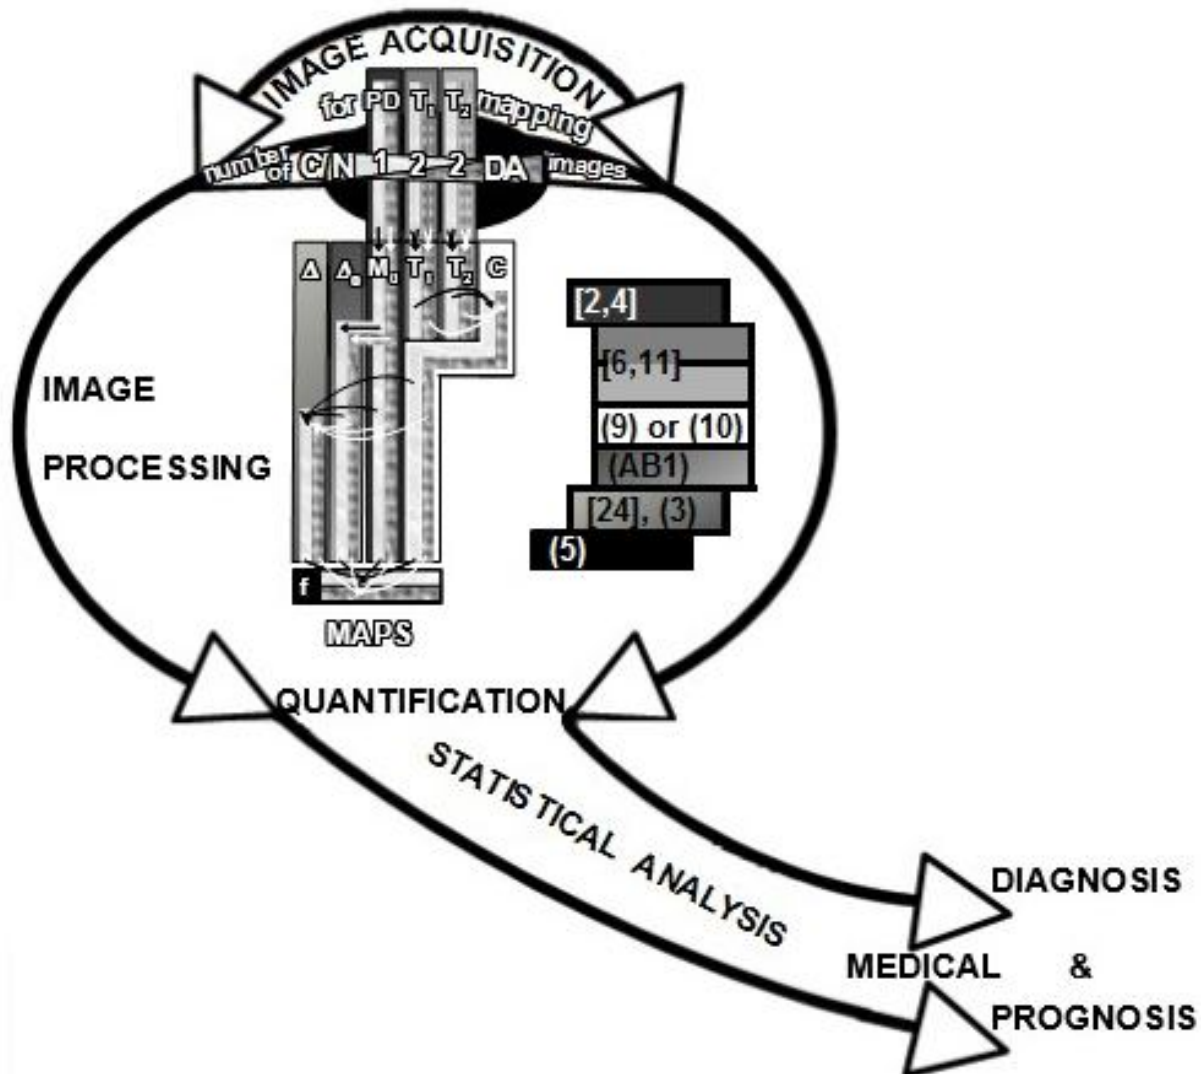 IMAGE ACQUISITION
for PD T₁ T₂ mapping
number of C/N 1 2 2 DA images
Δ Δ₀ M₀ T₁ T₂ C
[2,4]
[6,11]
(9) or (10)
(AB1)
[24], (3)
(5)
IMAGE
PROCESSING
f
MAPS
QUANTIFICATION
STATISTICAL ANALYSIS
DIAGNOSIS
MEDICAL &
PROGNOSIS